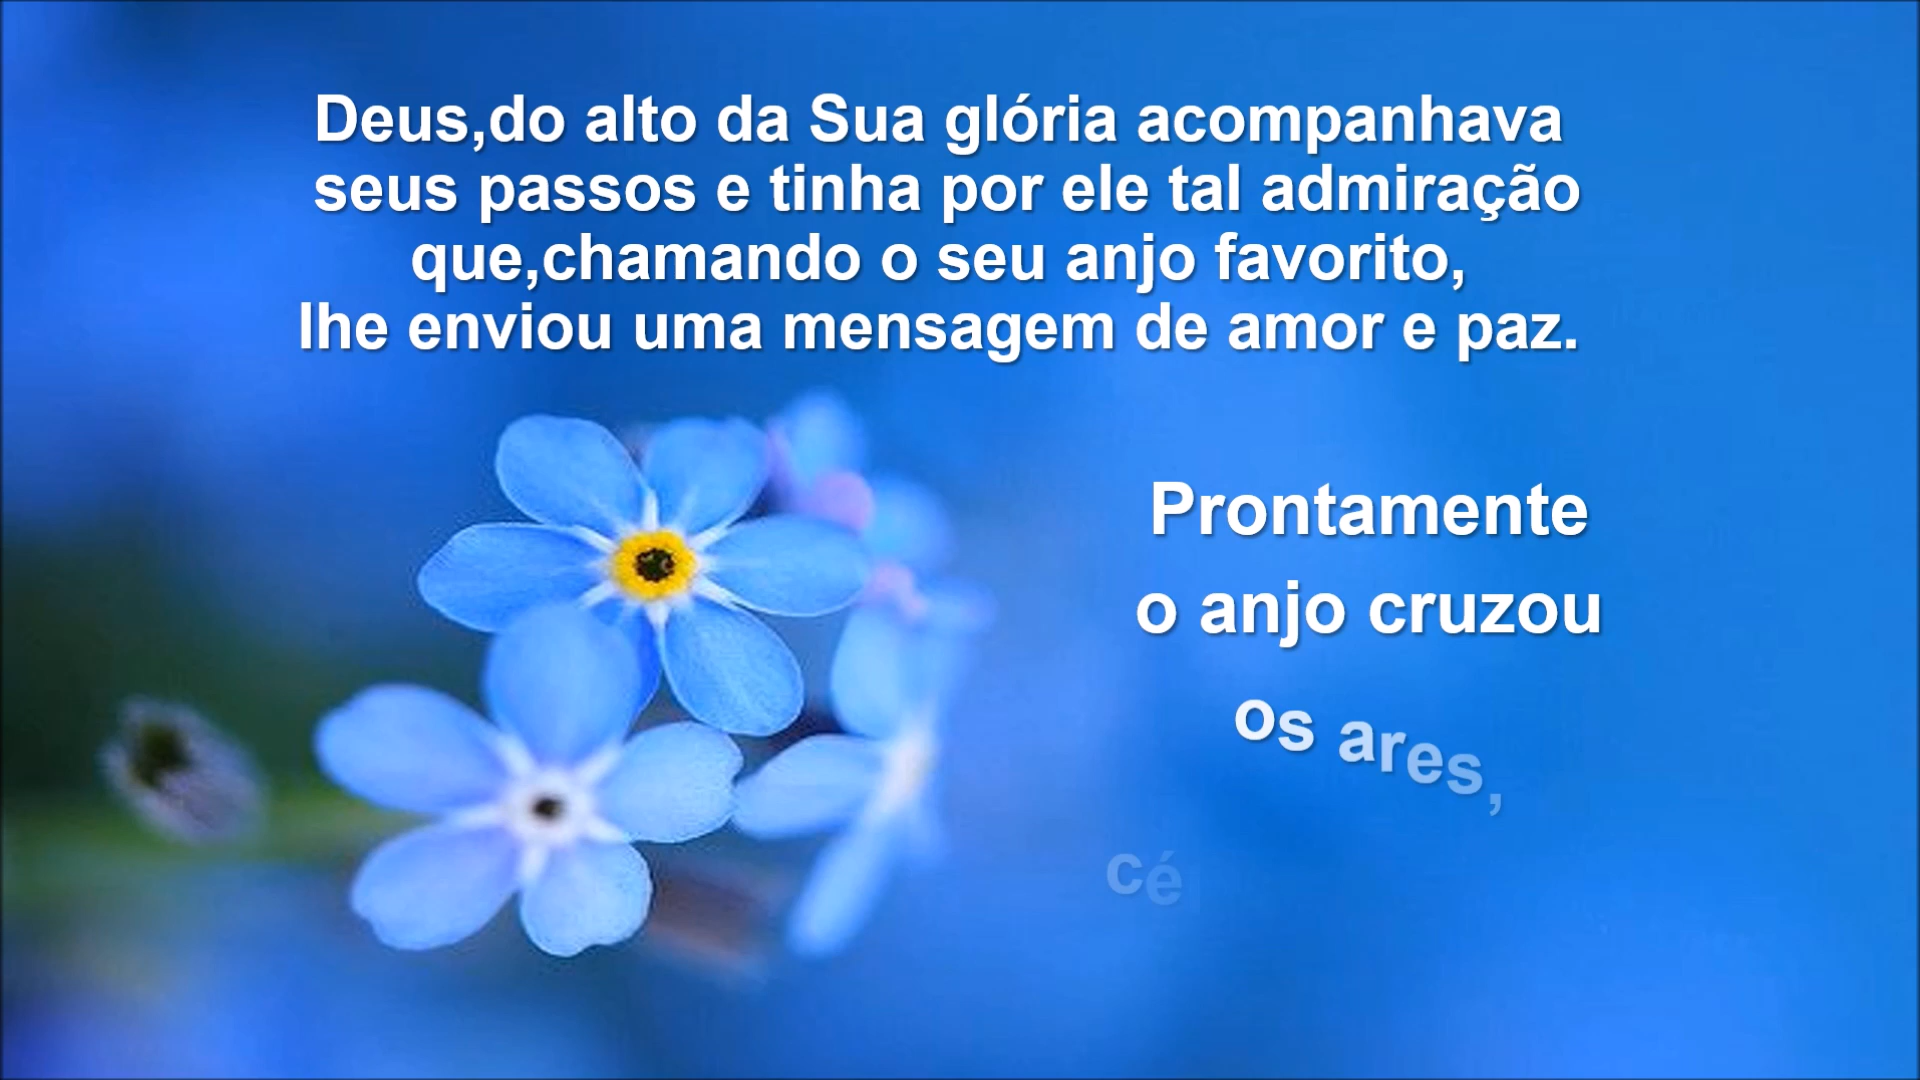 Deus,do alto da Sua glória acompanhava
seus passos e tinha por ele tal admiração
que,chamando o seu anjo favorito,
lhe enviou uma mensagem de amor e paz.
Prontamente
o anjo cruzou
os ares,
cé